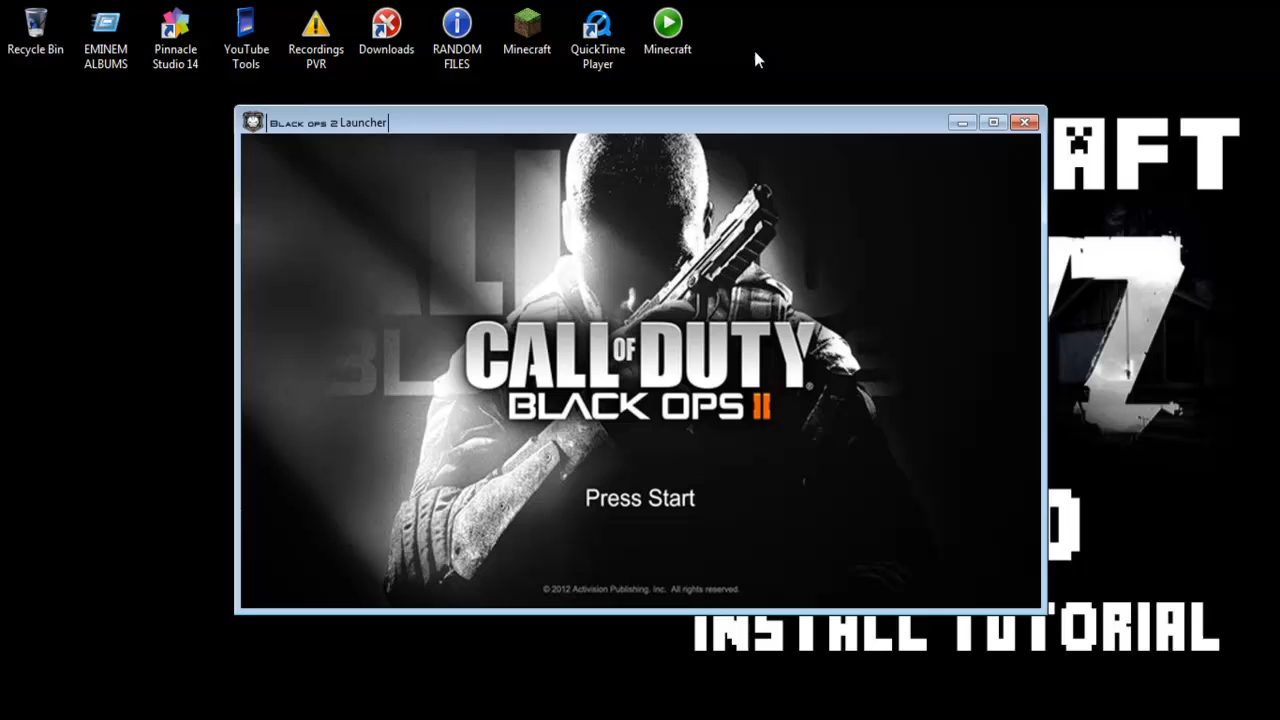 Recycle Bin
EMINEM
ALBUMS
Pinnacle
Studio 14
YouTube
Tools
Recordings
PVR
Downloads
RANDOM
FILES
Minecraft
QuickTime
Player
Minecraft
BLACK OPS 2 Launcher
AFT
Z
CALL OF DUTY®
BLACK OPS II
Press Start
D
© 2012 Activision Publishing, Inc. All rights reserved.
INSTALL TUTORIAL